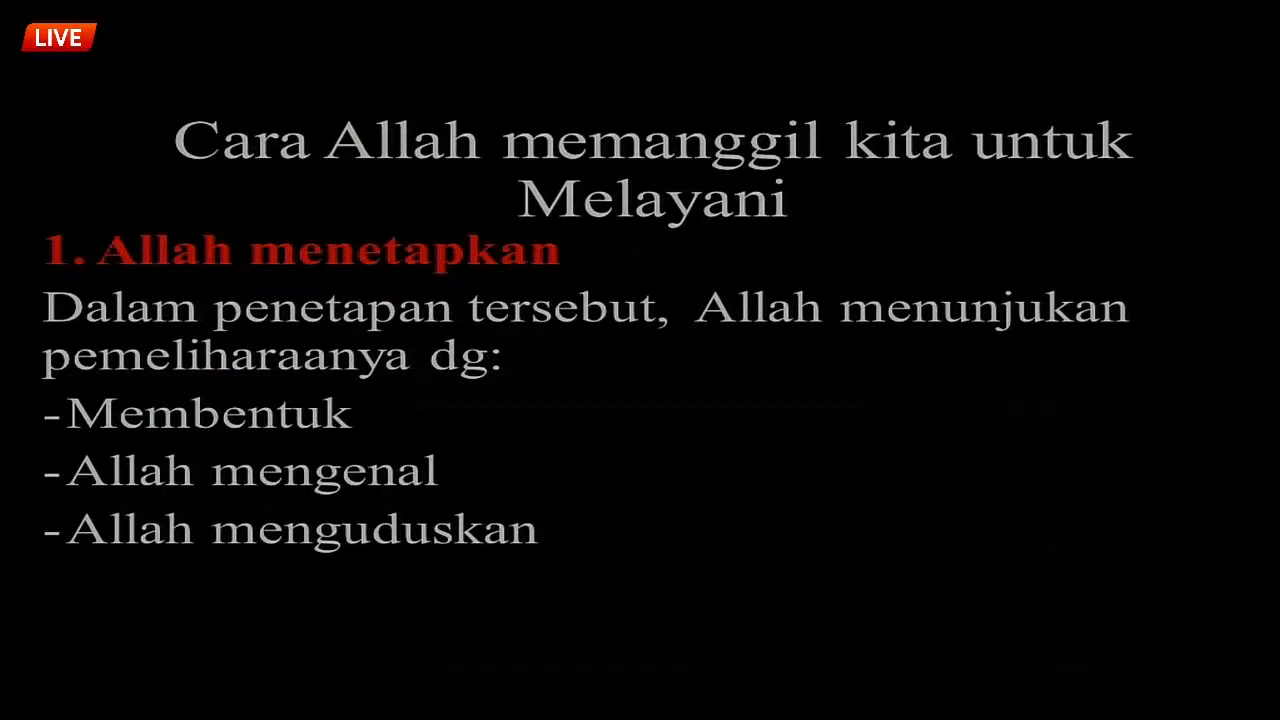 LIVE
Cara Allah memanggil kita untuk
Melayani
1. Allah menetapkan
Dalam penetapan tersebut, Allah menunjukan
pemeliharaanya dg:
-Membentuk
-Allah mengenal
-Allah menguduskan